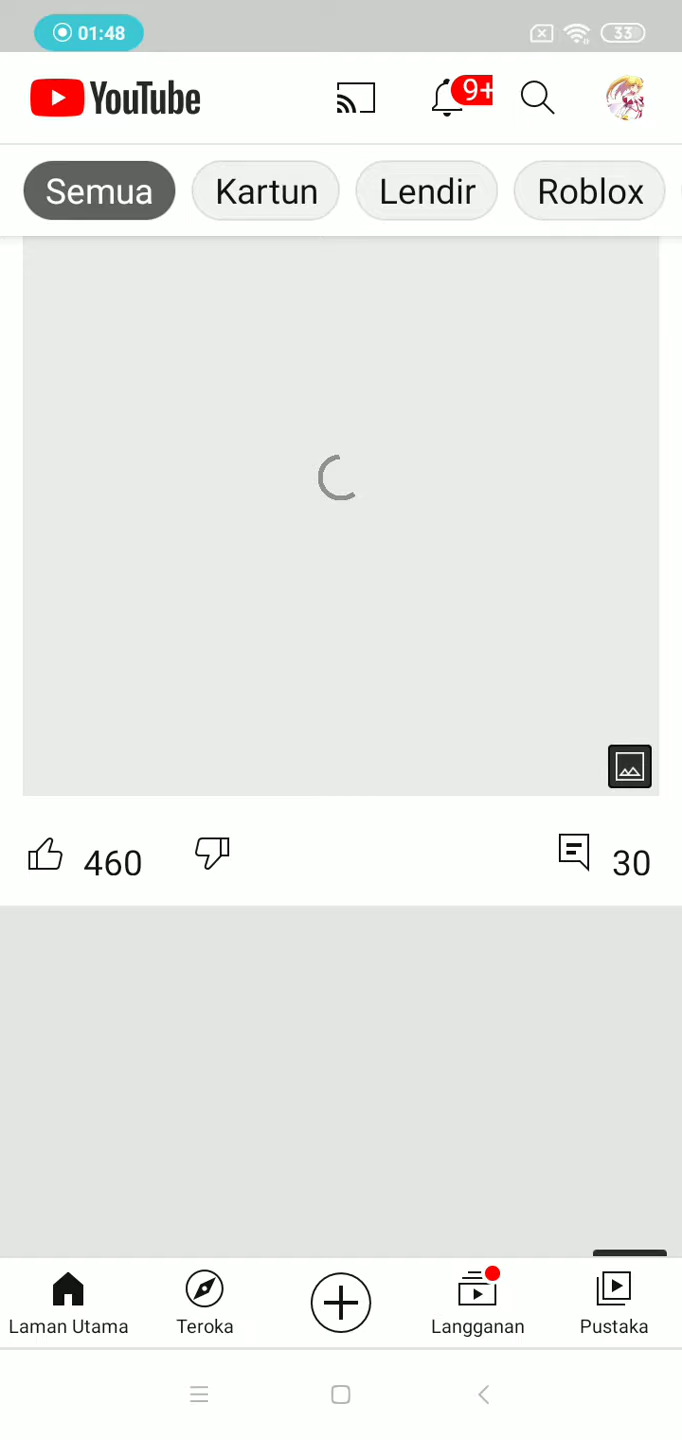 01:48
33
YouTube
9+
Semua
Kartun
Lendir
Roblox
460
30
Laman Utama
Teroka
Langganan
Pustaka